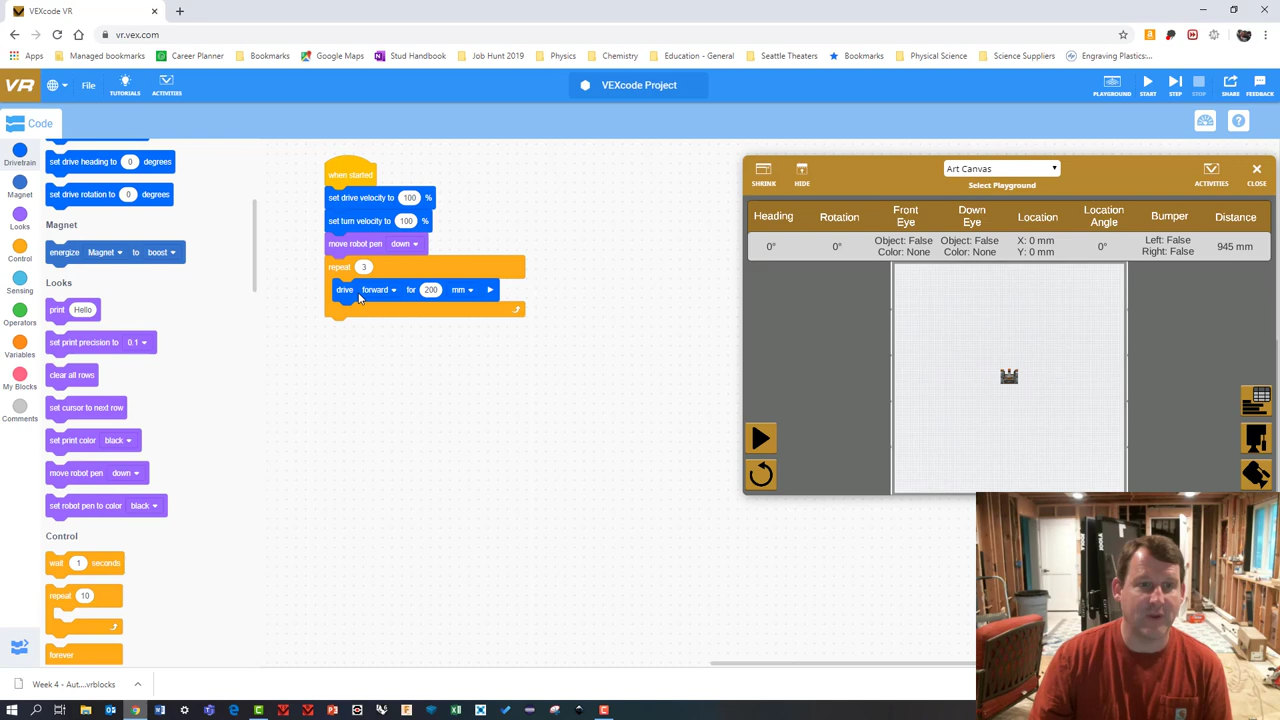 VEXcode VR
vr.vex.com
Apps Managed bookmarks Career Planner Bookmarks Google Maps Stud Handbook Job Hunt 2019 Physics Chemistry Education - General Seattle Theaters Bookmarks Physical Science Science Suppliers Engraving Plastics:...
VR File TUTORIALS ACTIVITIES VEXcode Project PLAYGROUND START STEP STOP SHARE FEEDBACK
Code
Drivetrain
Magnet
Looks
Control
Sensing
Operators
Variables
My Blocks
Comments
set drive heading to 0 degrees
set drive rotation to 0 degrees
Magnet
energize Magnet to boost
Looks
print Hello
set print precision to 0.1
clear all rows
set cursor to next row
set print color black
move robot pen down
set robot pen to color black
Control
wait 1 seconds
repeat 10
forever
when started
set drive velocity to 100 %
set turn velocity to 100 %
move robot pen down
repeat 3
drive forward for 200 mm
SHRINK HIDE Art Canvas ACTIVITIES CLOSE
Select Playground
Heading Rotation Front Eye Down Eye Location Location Angle Bumper Distance
0° 0° Object: False Color: None Object: False Color: None X: 0 mm Y: 0 mm 0° Left: False Right: False 945 mm
Week 4 - Aut....vrblocks